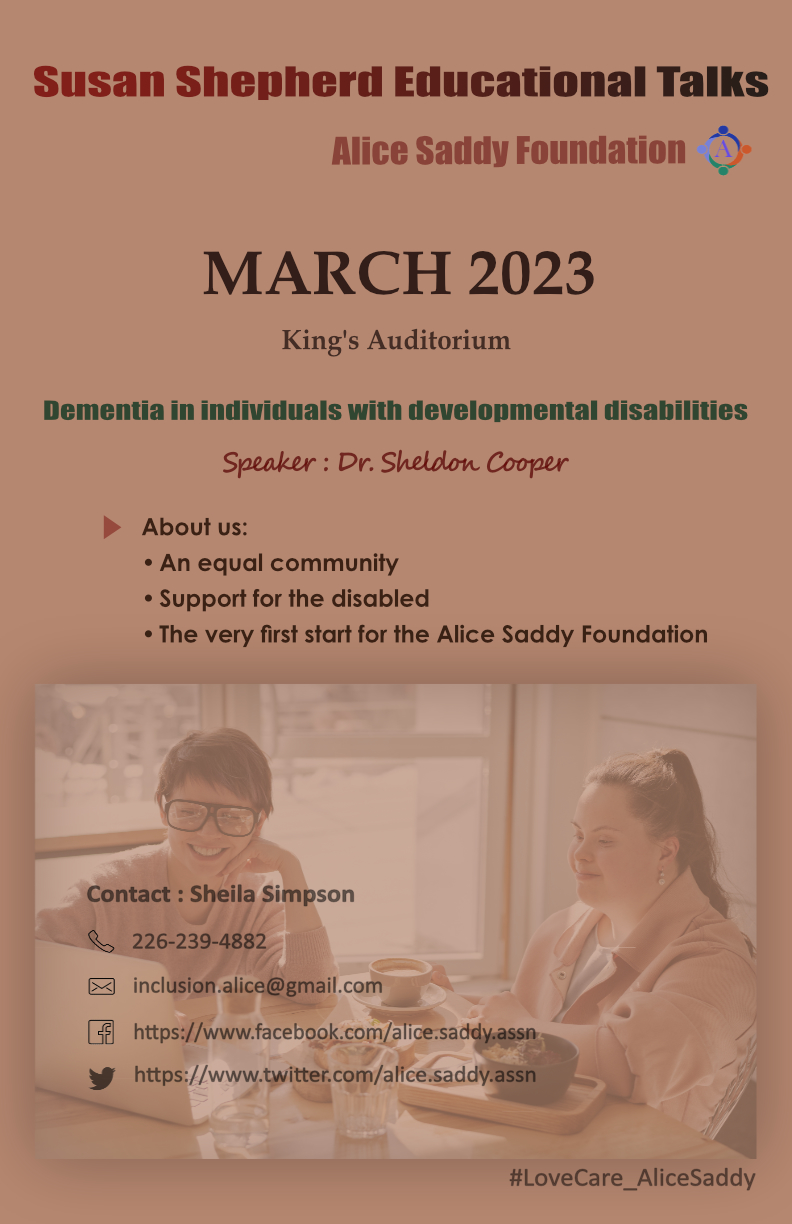 Susan Shepherd Educational Talks
Alice Saddy Foundation
A
MARCH 2023
King's Auditorium
Dementia in individuals with developmental disabilities
Speaker : Dr. Sheldon Cooper
About us:
• An equal community
• Support for the disabled
• The very first start for the Alice Saddy Foundation
Contact : Sheila Simpson
226-239-4882
inclusion.alice@gmail.com
https://www.facebook.com/alice.saddy.assn
https://www.twitter.com/alice.saddy.assn
#LoveCare_AliceSaddy